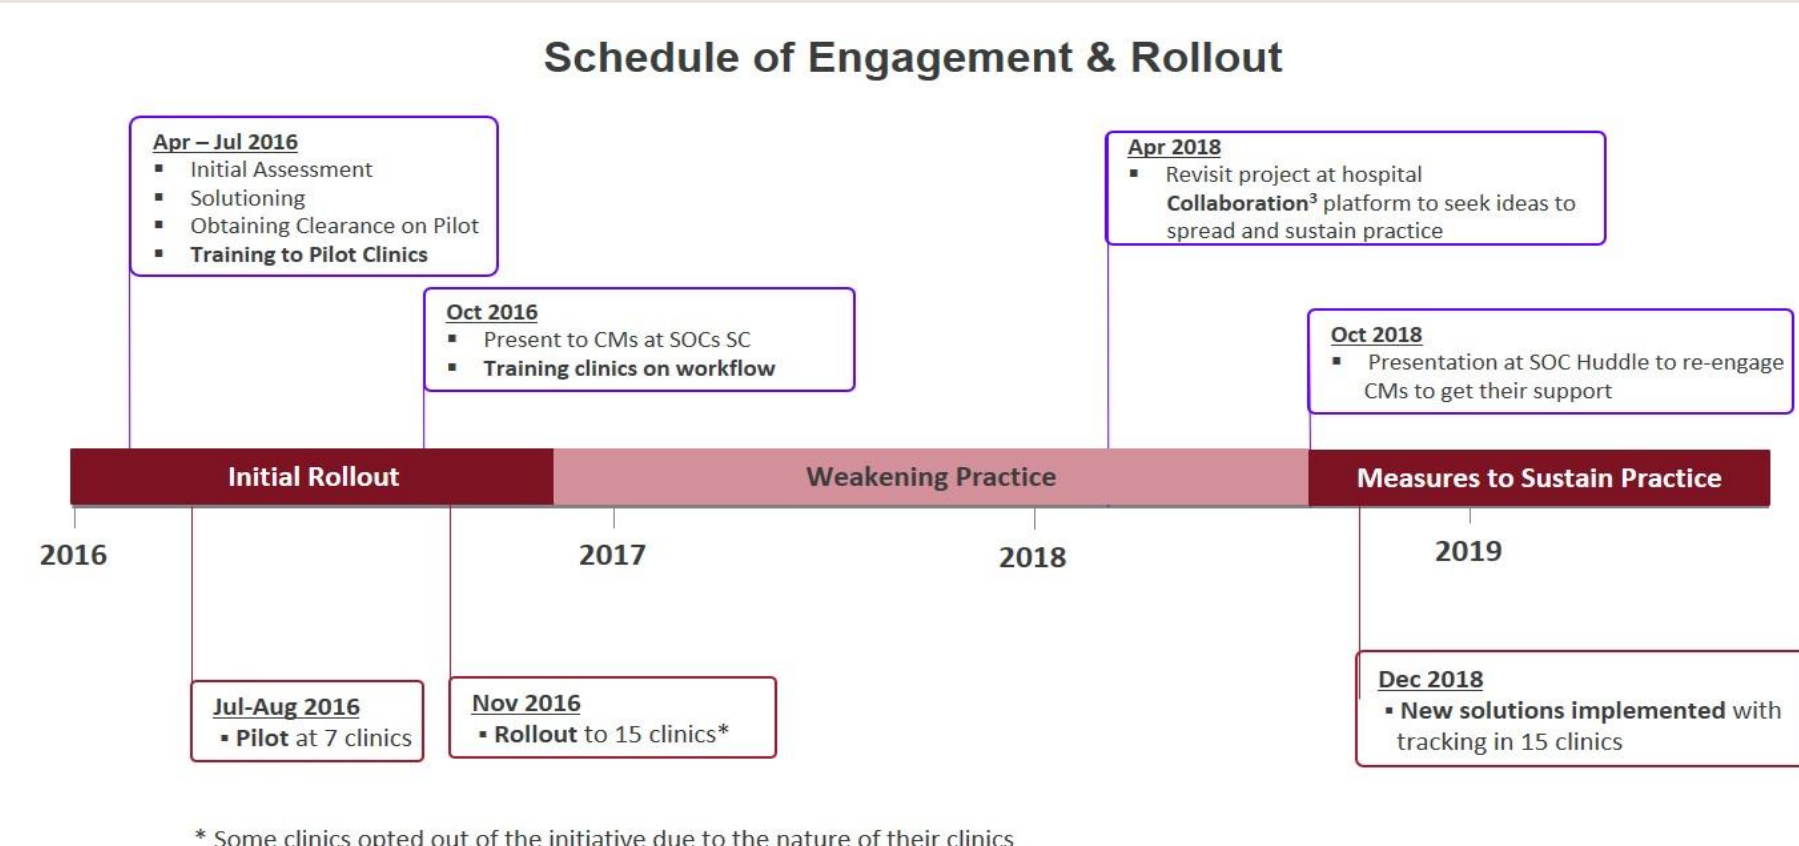 Schedule of Engagement & Rollout
Apr – Jul 2016
▪ Initial Assessment
▪ Solutioning
▪ Obtaining Clearance on Pilot
▪ Training to Pilot Clinics
Oct 2016
▪ Present to CMs at SOCs SC
▪ Training clinics on workflow
Apr 2018
▪ Revisit project at hospital
Collaboration³ platform to seek ideas to
spread and sustain practice
Oct 2018
▪ Presentation at SOC Huddle to re-engage
CMs to get their support
Initial Rollout
Weakening Practice
Measures to Sustain Practice
2016
2017
2018
2019
Jul-Aug 2016
▪ Pilot at 7 clinics
Nov 2016
▪ Rollout to 15 clinics*
Dec 2018
▪ New solutions implemented with
tracking in 15 clinics
* Some clinics opted out of the initiative due to the nature of their clinics